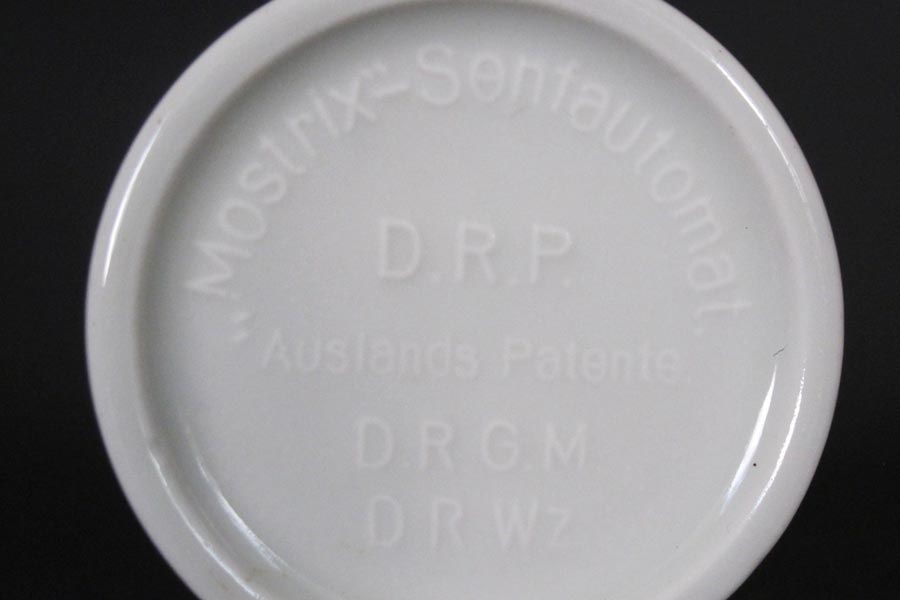 „Mostrix“-Senfautomat.
D.R.P.
Auslands Patente.
D.R.G.M
D R Wz